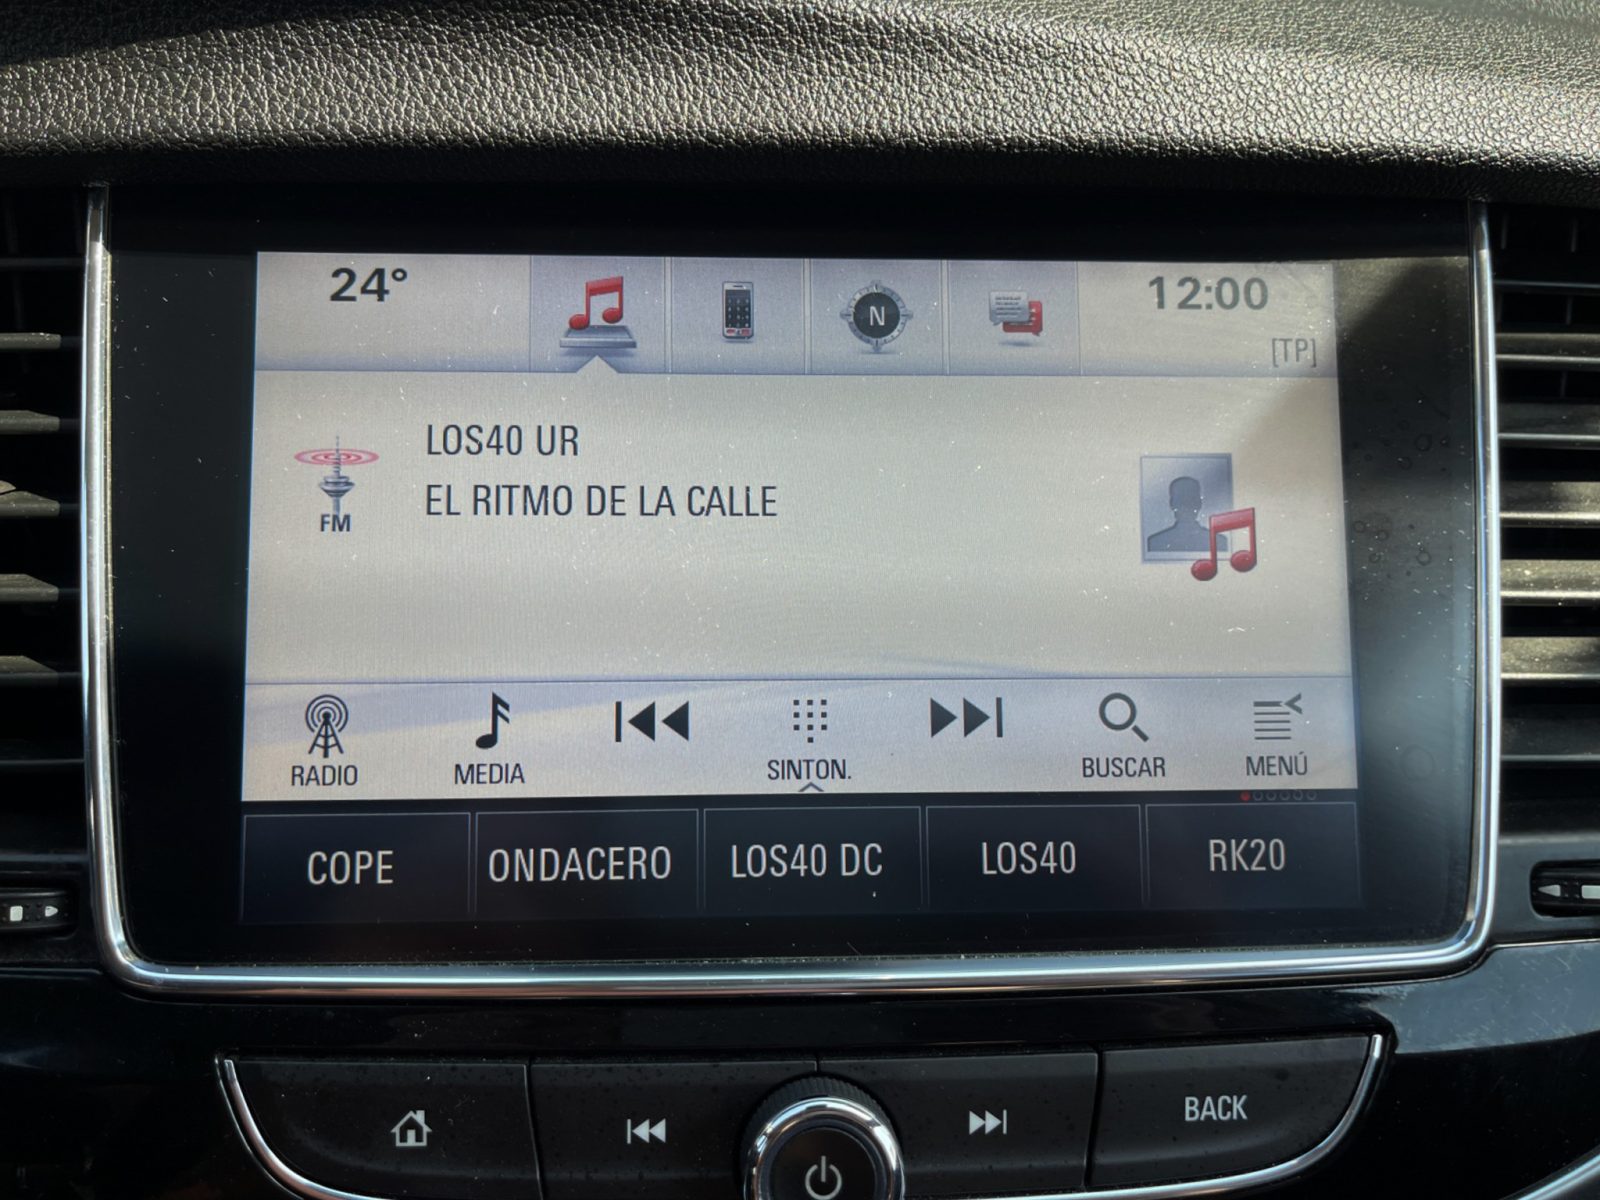 24°
N
12:00
[TP]
LOS40 UR
EL RITMO DE LA CALLE
FM
RADIO
MEDIA
SINTON.
BUSCAR
MENÚ
COPE
ONDACERO
LOS40 DC
LOS40
RK20
BACK